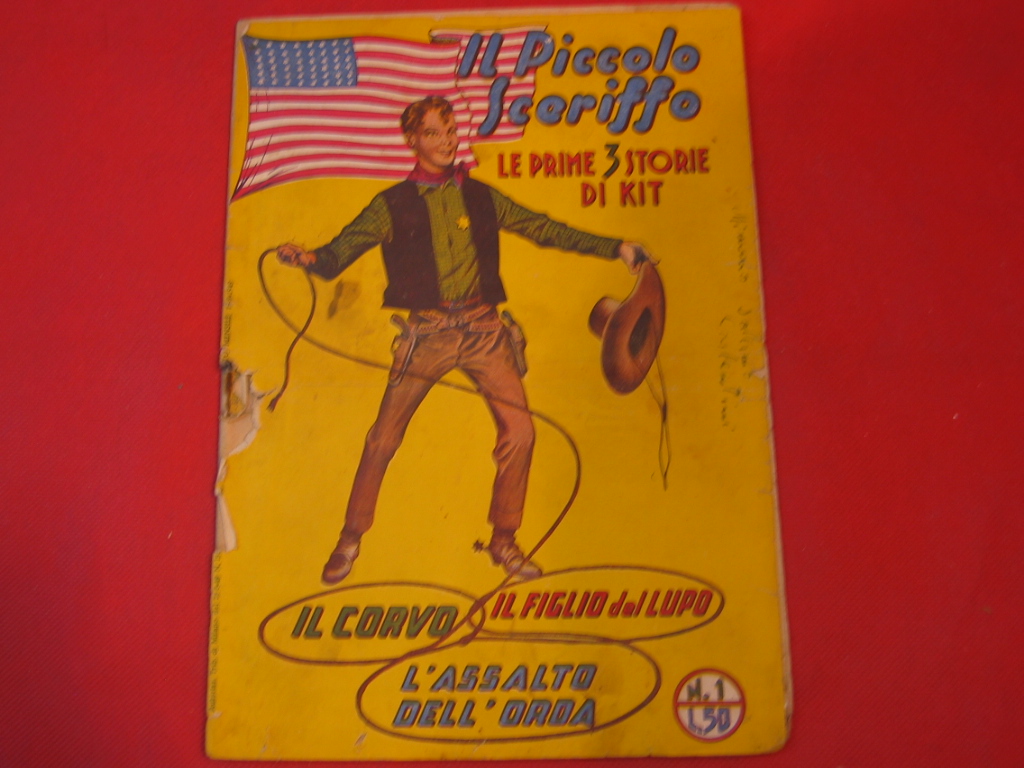 Il Piccolo
Sceriffo
LE PRIME 3 STORIE
DI KIT
IL CORVO
IL FIGLIO del LUPO
L'ASSALTO
DELL'ORDA
N. 1
L. 50